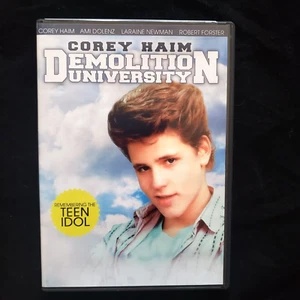 COREY HAIM AMI DOLENZ LARAINE NEWMAN ROBERT FORSTER
COREY HAIM
DEMOLITION
UNIVERSITY
REMEMBERING THE
TEEN
IDOL